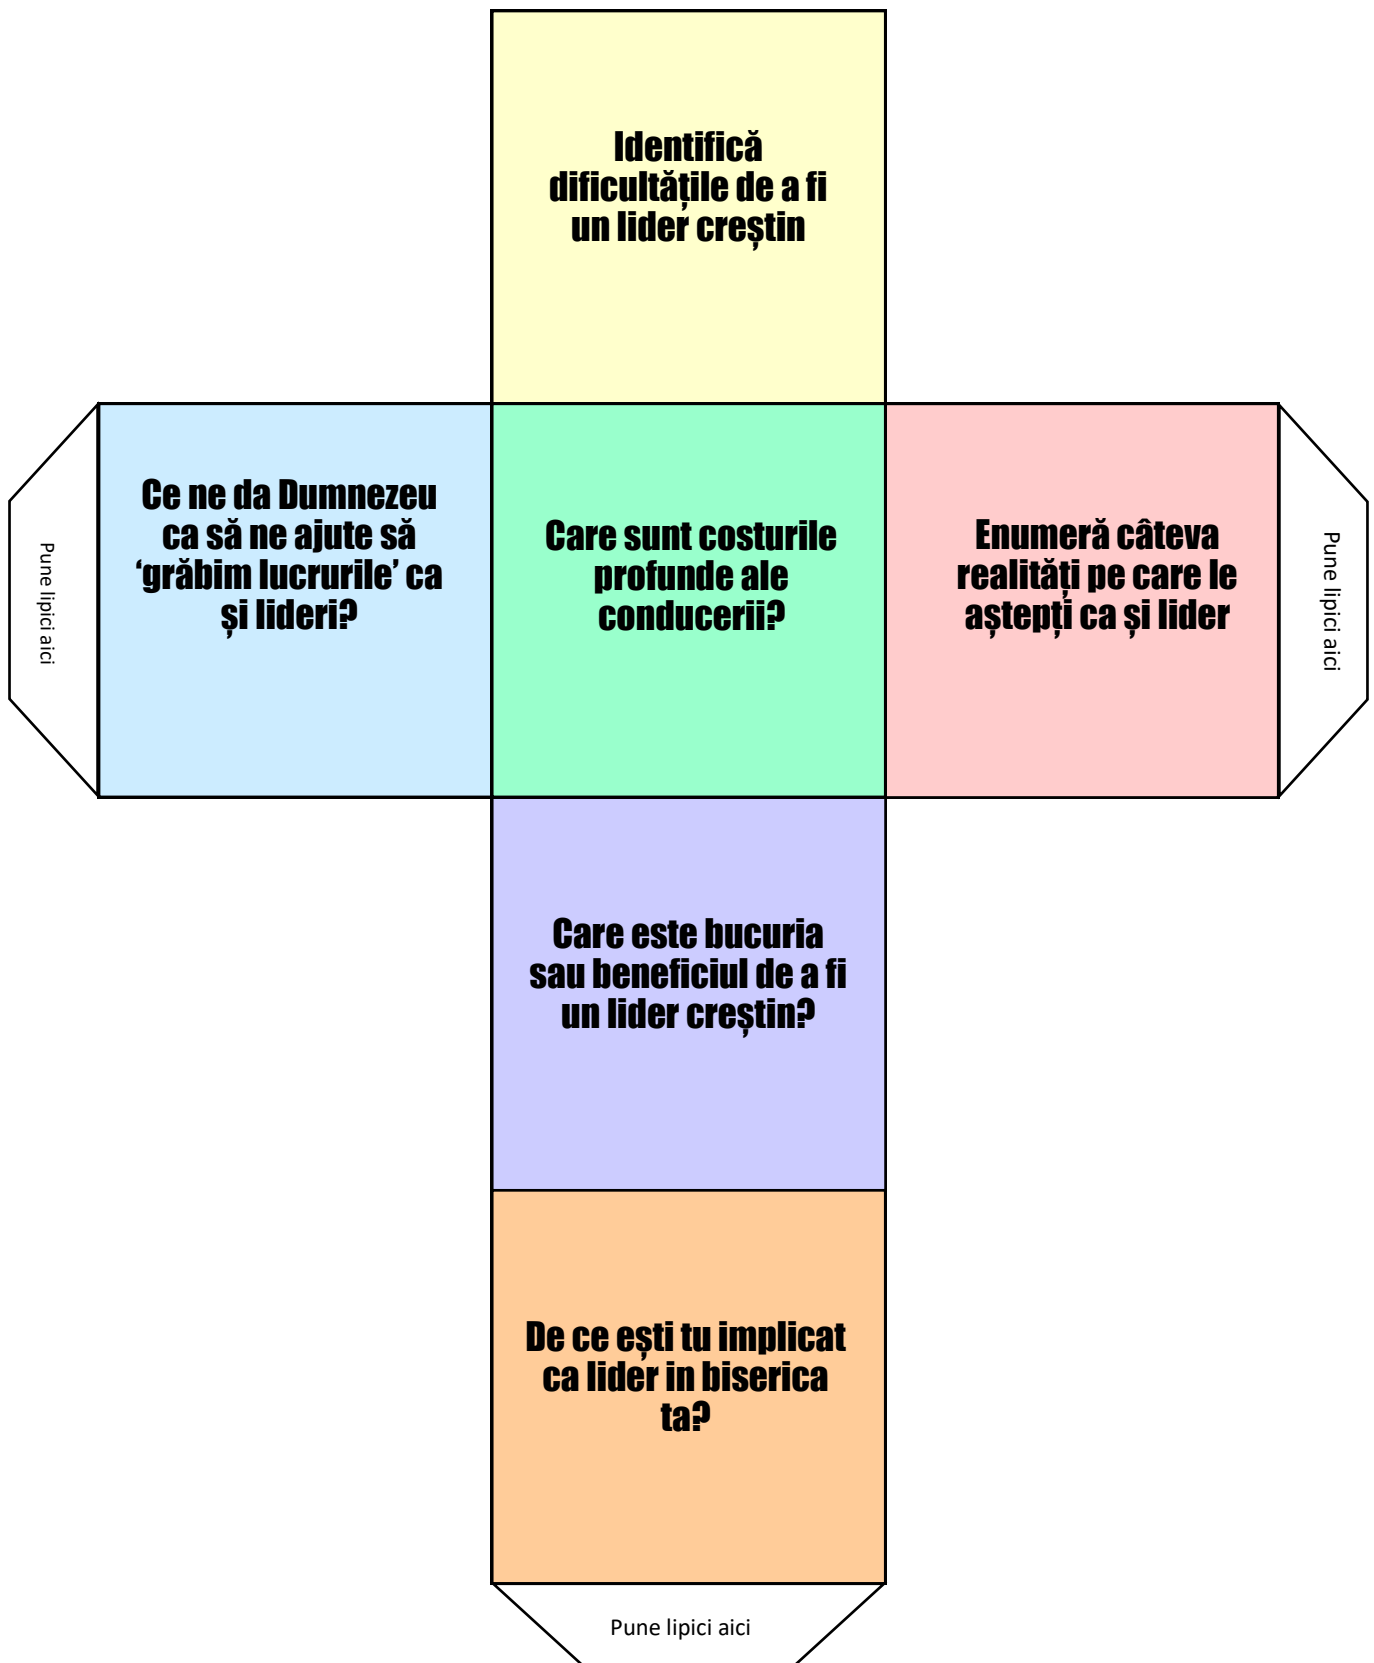 Identifică
dificultățile de a fi
un lider creștin
Pune lipici aici
Ce ne da Dumnezeu
ca să ne ajute să
‘grăbim lucrurile’ ca
și lideri?
Care sunt costurile
profunde ale
conducerii?
Enumeră câteva
realități pe care le
aștepți ca și lider
Pune lipici aici
Care este bucuria
sau beneficiul de a fi
un lider creștin?
De ce ești tu implicat
ca lider in biserica
ta?
Pune lipici aici